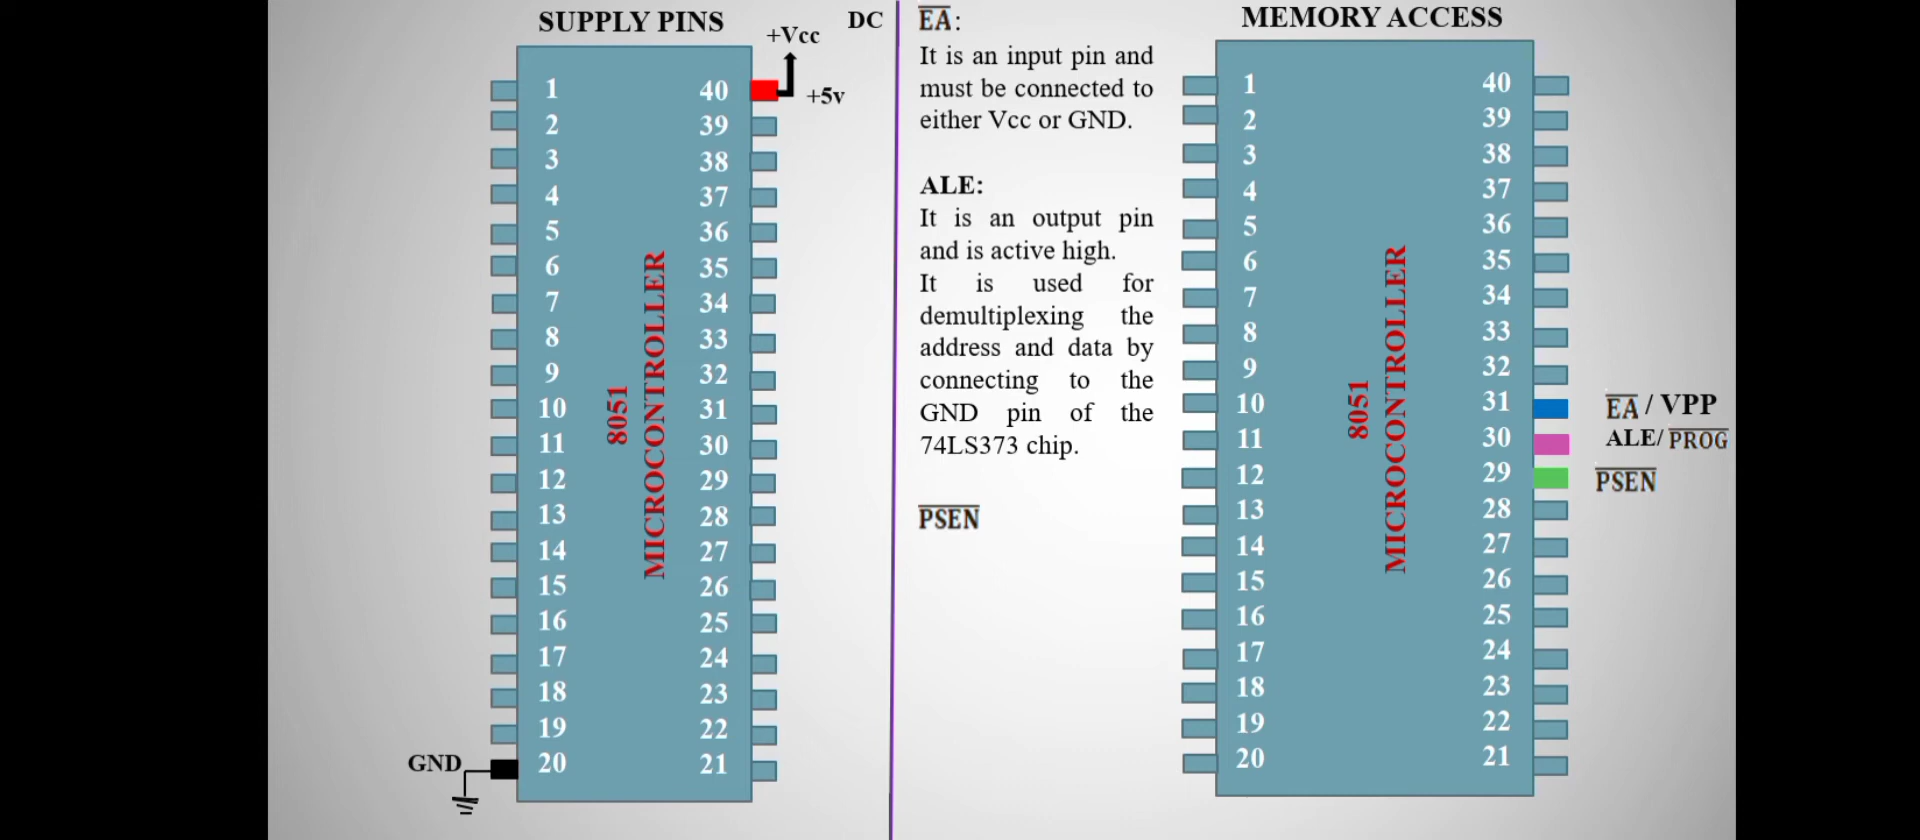 SUPPLY PINS
DC
+Vcc
+5v
1 40
2 39
3 38
4 37
5 36
6 35
7 34
8 33
9 32
10 31
11 30
12 29
13 28
14 27
15 26
16 25
17 24
18 23
19 22
20 21
8051
MICROCONTROLLER
GND
E̅A̅:
It is an input pin and
must be connected to
either Vcc or GND.
ALE:
It is an output pin
and is active high.
It is used for
demultiplexing the
address and data by
connecting to the
GND pin of the
74LS373 chip.
P̅S̅E̅N̅
MEMORY ACCESS
1 40
2 39
3 38
4 37
5 36
6 35
7 34
8 33
9 32
10 31
11 30
12 29
13 28
14 27
15 26
16 25
17 24
18 23
19 22
20 21
8051
MICROCONTROLLER
E̅A̅ / VPP
ALE/ P̅R̅O̅G̅
P̅S̅E̅N̅